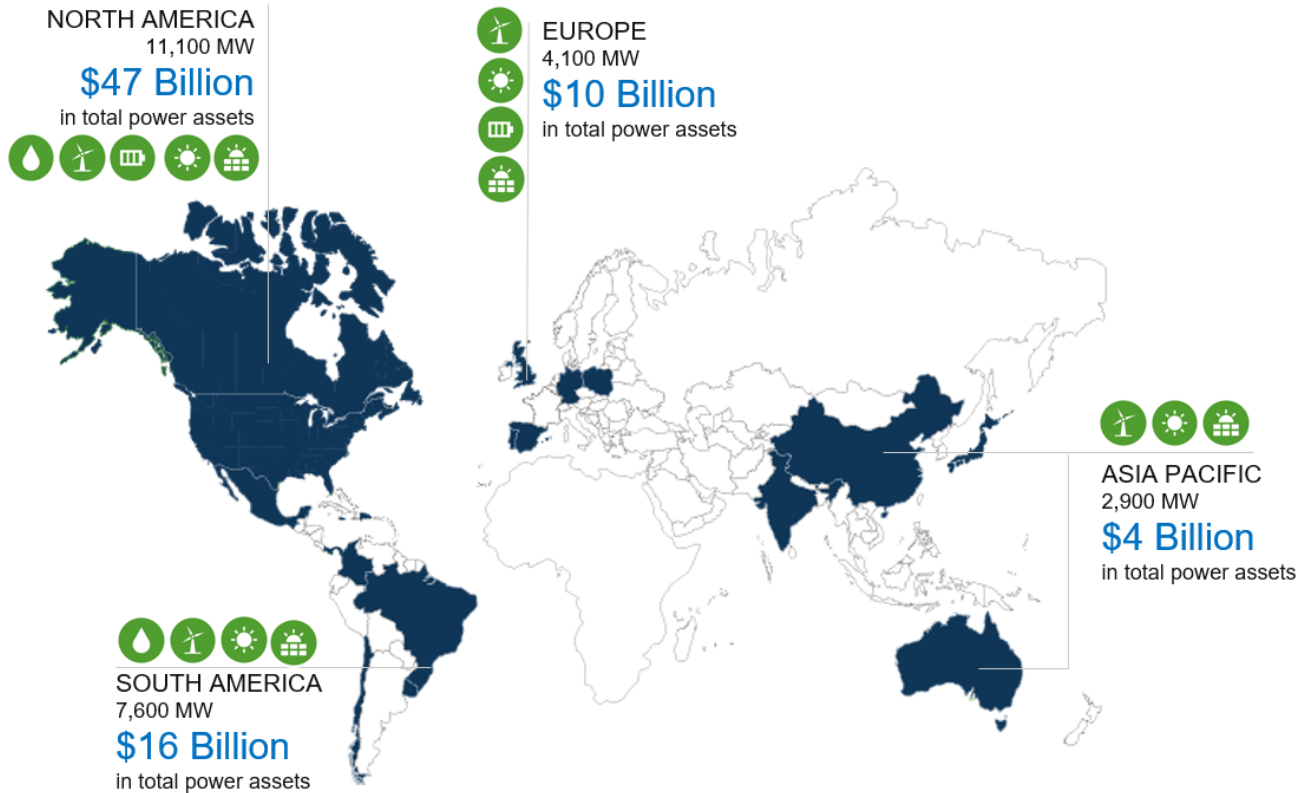 NORTH AMERICA
11,100 MW
$47 Billion
in total power assets
EUROPE
4,100 MW
$10 Billion
in total power assets
ASIA PACIFIC
2,900 MW
$4 Billion
in total power assets
SOUTH AMERICA
7,600 MW
$16 Billion
in total power assets